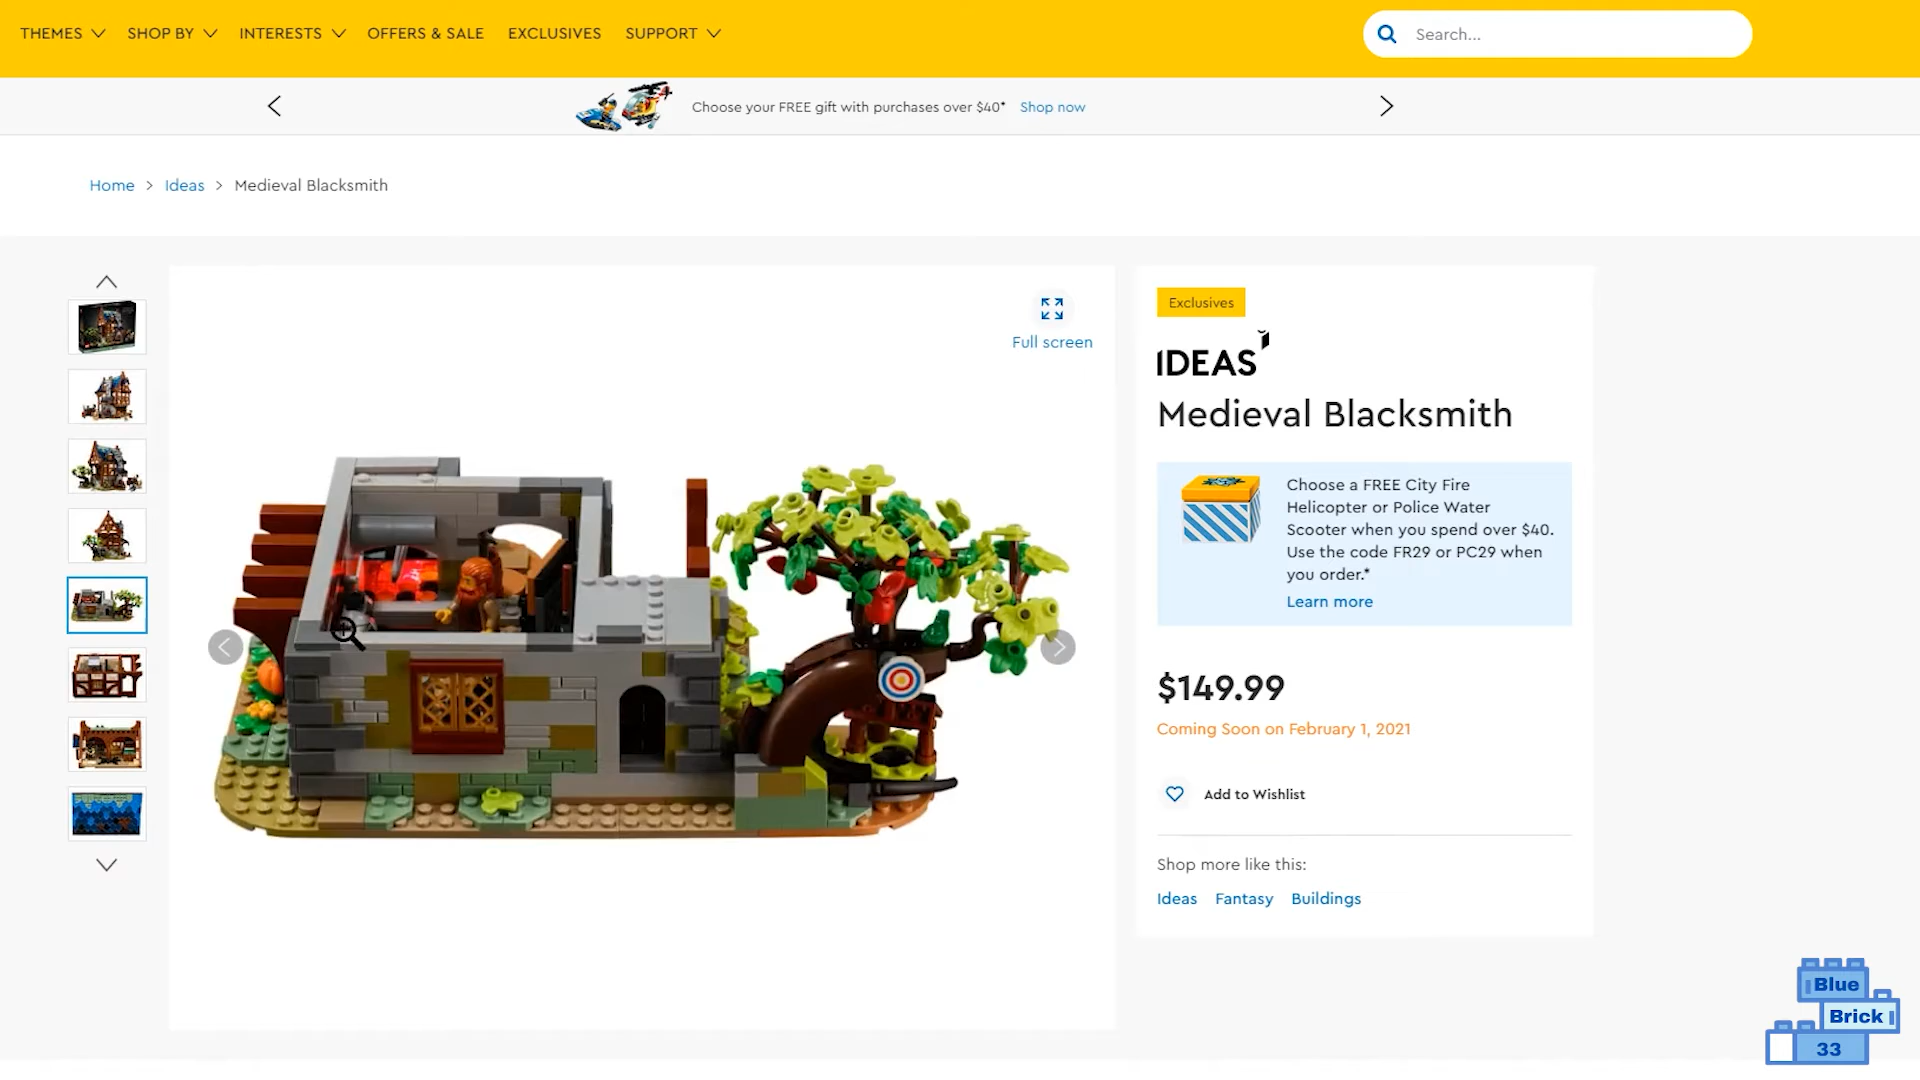 THEMES SHOP BY INTERESTS OFFERS & SALE EXCLUSIVES SUPPORT
Search...
Choose your FREE gift with purchases over $40* Shop now
Home > Ideas > Medieval Blacksmith
Full screen
Exclusives
IDEAS
Medieval Blacksmith
Choose a FREE City Fire
Helicopter or Police Water
Scooter when you spend over $40.
Use the code FR29 or PC29 when
you order.*
Learn more
$149.99
Coming Soon on February 1, 2021
Add to Wishlist
Shop more like this:
Ideas Fantasy Buildings
Blue
Brick
33